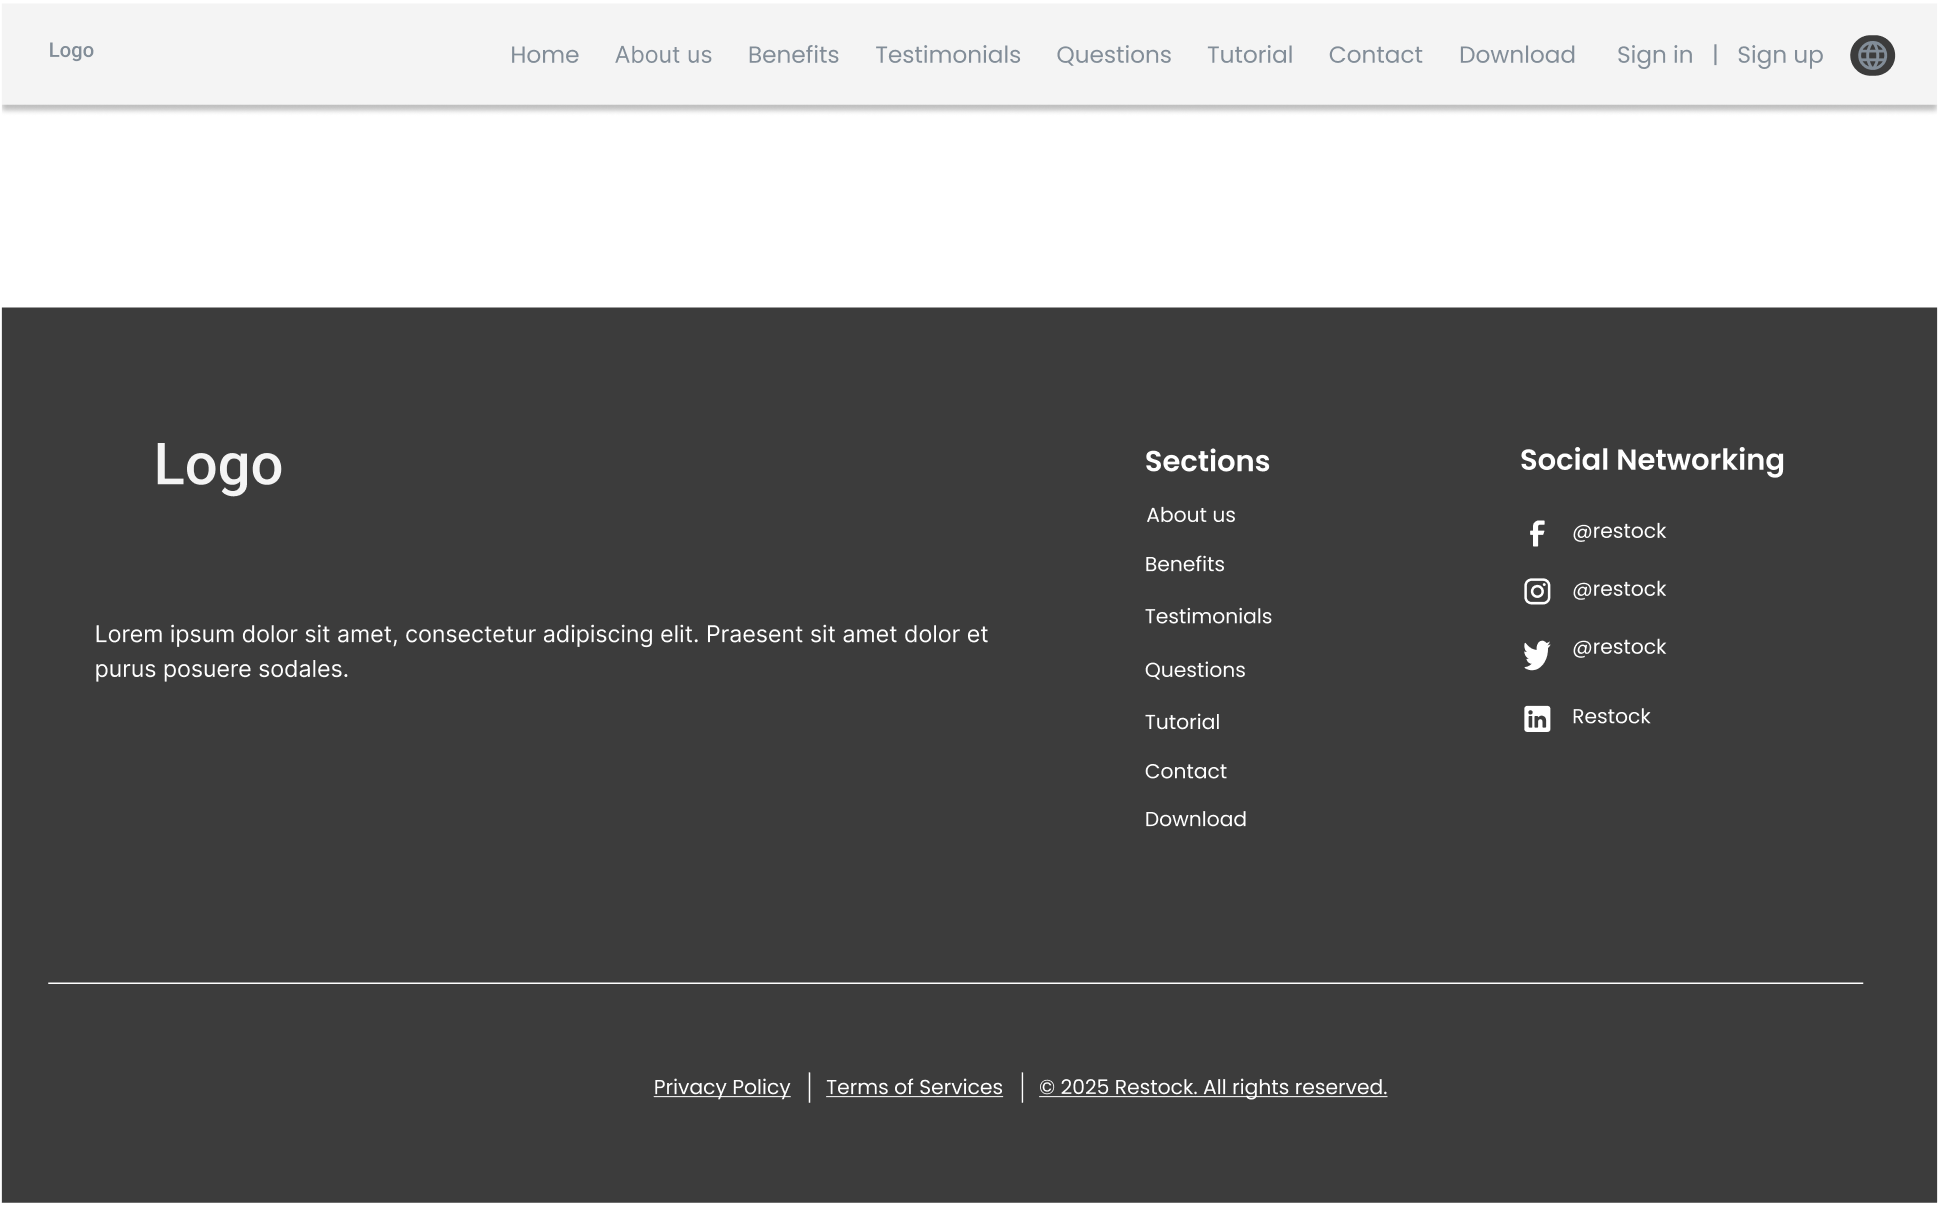 Logo
Home About us Benefits Testimonials Questions Tutorial Contact Download Sign in | Sign up
Logo
Lorem ipsum dolor sit amet, consectetur adipiscing elit. Praesent sit amet dolor et
purus posuere sodales.
Sections
About us
Benefits
Testimonials
Questions
Tutorial
Contact
Download
Social Networking
@restock
@restock
@restock
Restock
Privacy Policy | Terms of Services | © 2025 Restock. All rights reserved.